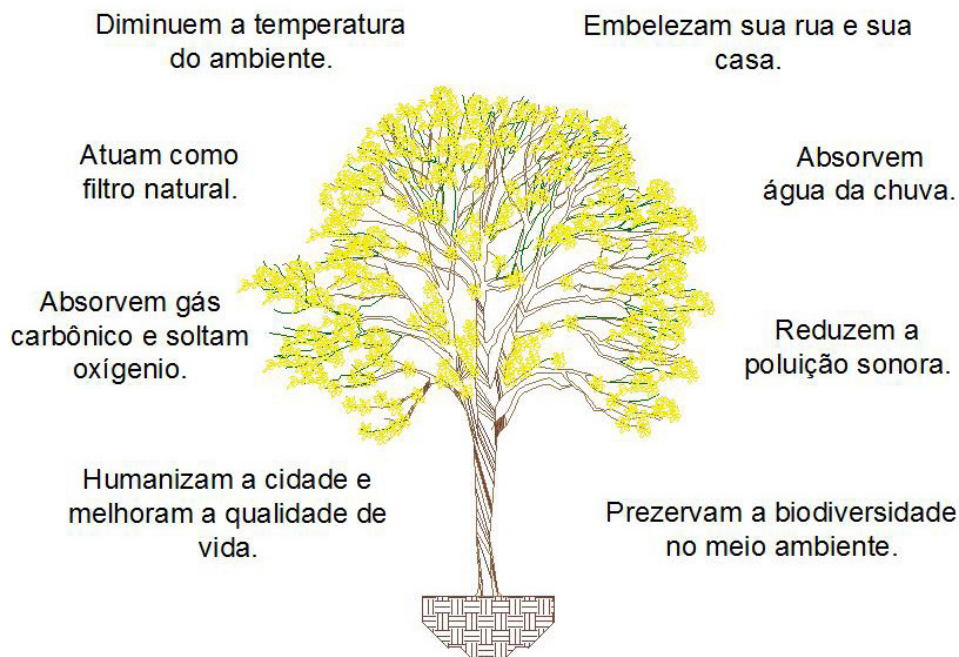 Diminuem a temperatura
do ambiente.
Embelezam sua rua e sua
casa.
Atuam como
filtro natural.
Absorvem
água da chuva.
Absorvem gás
carbônico e soltam
oxígenio.
Reduzem a
poluição sonora.
Humanizam a cidade e
melhoram a qualidade de
vida.
Prezervam a biodiversidade
no meio ambiente.